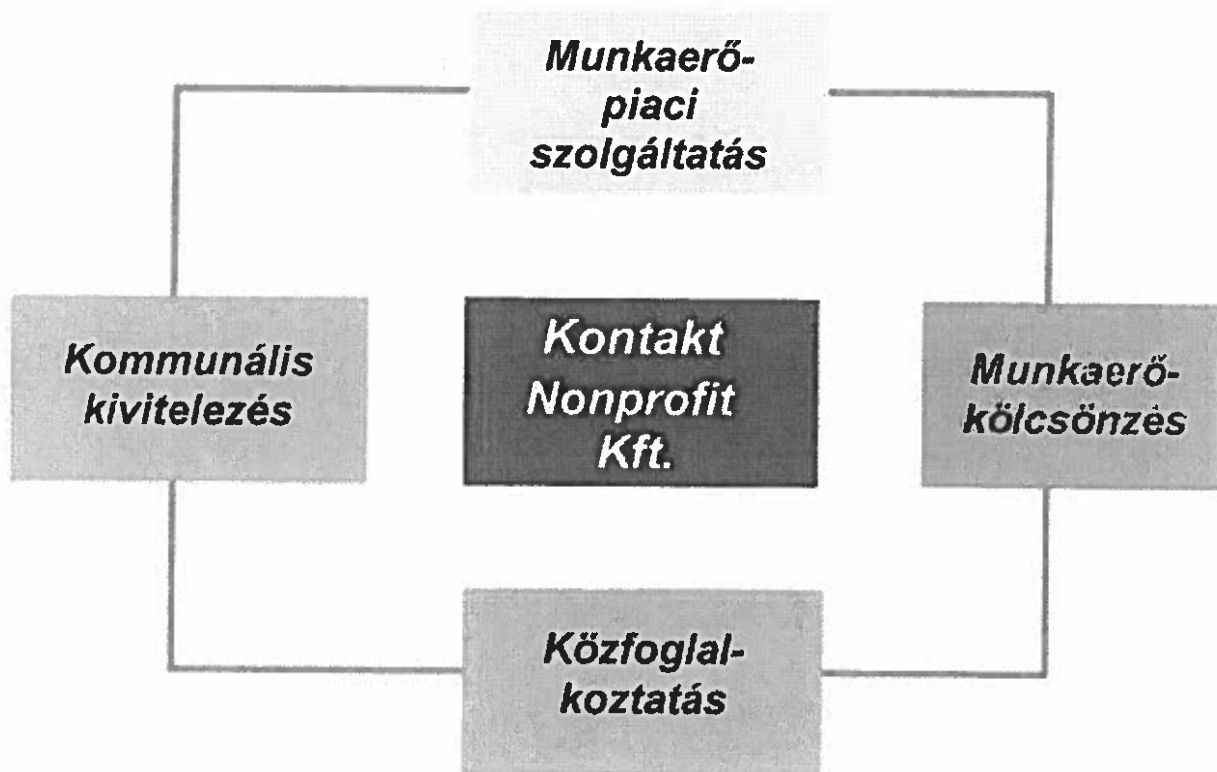 Munkaerő-
piaci
szolgáltatás
Kommunális
kivitelezés
Kontakt
Nonprofit
Kft.
Munkaerő-
kölcsönzés
Közfoglal-
koztatás